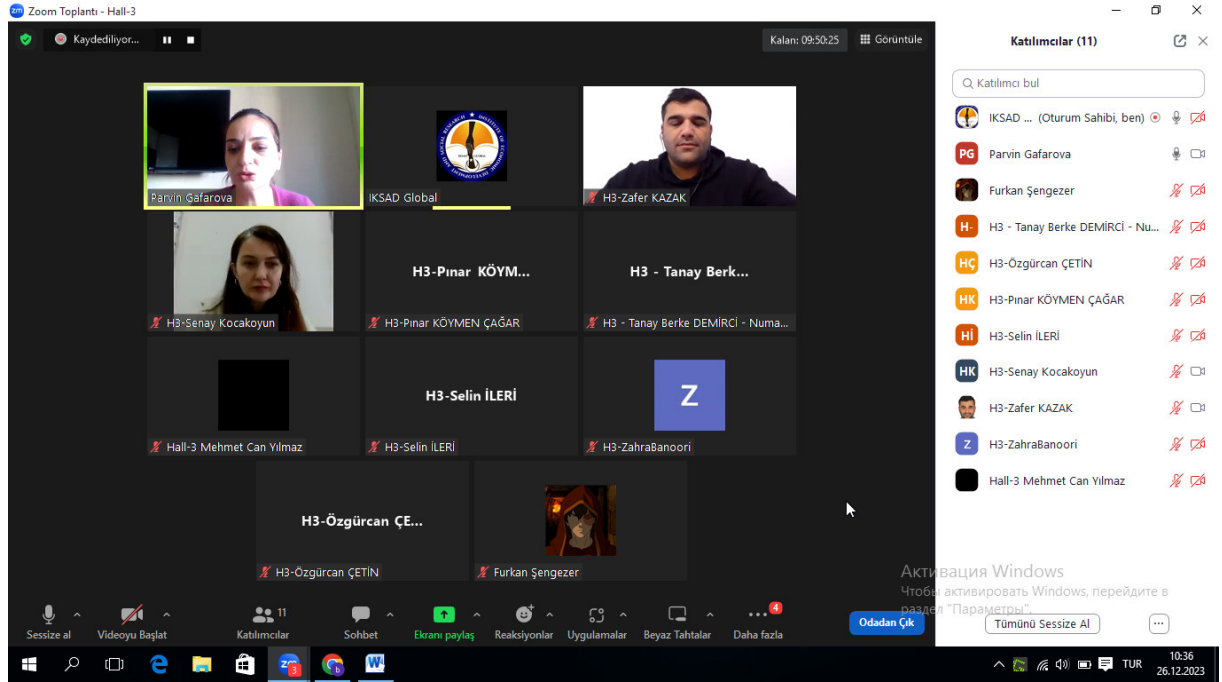 Zoom Toplantı - Hall-3
Kaydediliyor...
Kalan: 09:50:25
Görüntüle
Parvin Gafarova
IKSAD Global
H3-Zafer KAZAK
H3-Senay Kocakoyun
H3-Pınar KÖYM...
H3-Pınar KÖYMEN ÇAĞAR
H3 - Tanay Berk...
H3 - Tanay Berke DEMİRCİ - Numa...
Hall-3 Mehmet Can Yılmaz
H3-Selin İLERİ
H3-Selin İLERİ
Z
H3-ZahraBanoori
H3-Özgürcan ÇE...
H3-Özgürcan ÇETİN
Furkan Şengezer
Katılımcılar (11)
Katılımcı bul
IKSAD ... (Oturum Sahibi, ben)
PG Parvin Gafarova
Furkan Şengezer
H- H3 - Tanay Berke DEMİRCİ - Nu...
HÇ H3-Özgürcan ÇETİN
HK H3-Pınar KÖYMEN ÇAĞAR
Hİ H3-Selin İLERİ
HK H3-Senay Kocakoyun
H3-Zafer KAZAK
Z H3-ZahraBanoori
Hall-3 Mehmet Can Yılmaz
Активация Windows
Чтобы активировать Windows, перейдите в
раздел "Параметры".
Tümünü Sessize Al
Sessize al
Videoyu Başlat
11
Katılımcılar
Sohbet
Ekranı paylaş
Reaksiyonlar
Uygulamalar
Beyaz Tahtalar
4
Daha fazla
Odadan Çık
TUR
10:36
26.12.2023